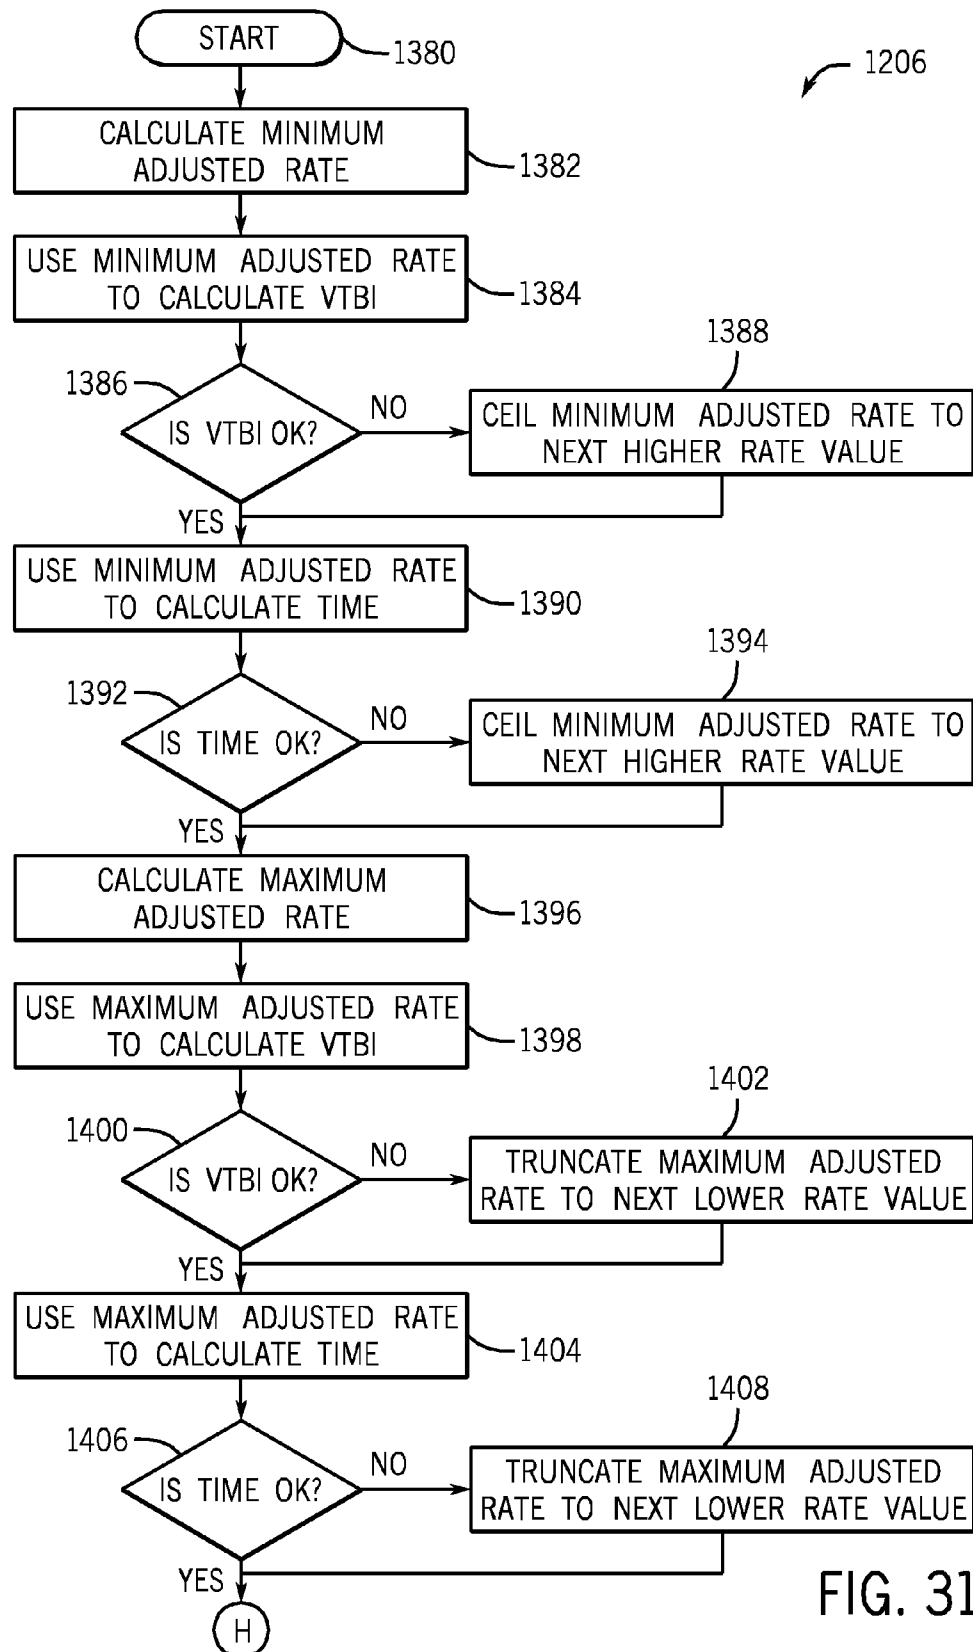 START
1380
1206
CALCULATE MINIMUM
ADJUSTED RATE
1382
USE MINIMUM ADJUSTED RATE
TO CALCULATE VTBI
1384
1386
IS VTBI OK?
NO
1388
CEIL MINIMUM ADJUSTED RATE TO
NEXT HIGHER RATE VALUE
YES
USE MINIMUM ADJUSTED RATE
TO CALCULATE TIME
1390
1392
IS TIME OK?
NO
1394
CEIL MINIMUM ADJUSTED RATE TO
NEXT HIGHER RATE VALUE
YES
CALCULATE MAXIMUM
ADJUSTED RATE
1396
USE MAXIMUM ADJUSTED RATE
TO CALCULATE VTBI
1398
1400
IS VTBI OK?
NO
1402
TRUNCATE MAXIMUM ADJUSTED
RATE TO NEXT LOWER RATE VALUE
YES
USE MAXIMUM ADJUSTED RATE
TO CALCULATE TIME
1404
1406
IS TIME OK?
NO
1408
TRUNCATE MAXIMUM ADJUSTED
RATE TO NEXT LOWER RATE VALUE
YES
H
FIG. 31